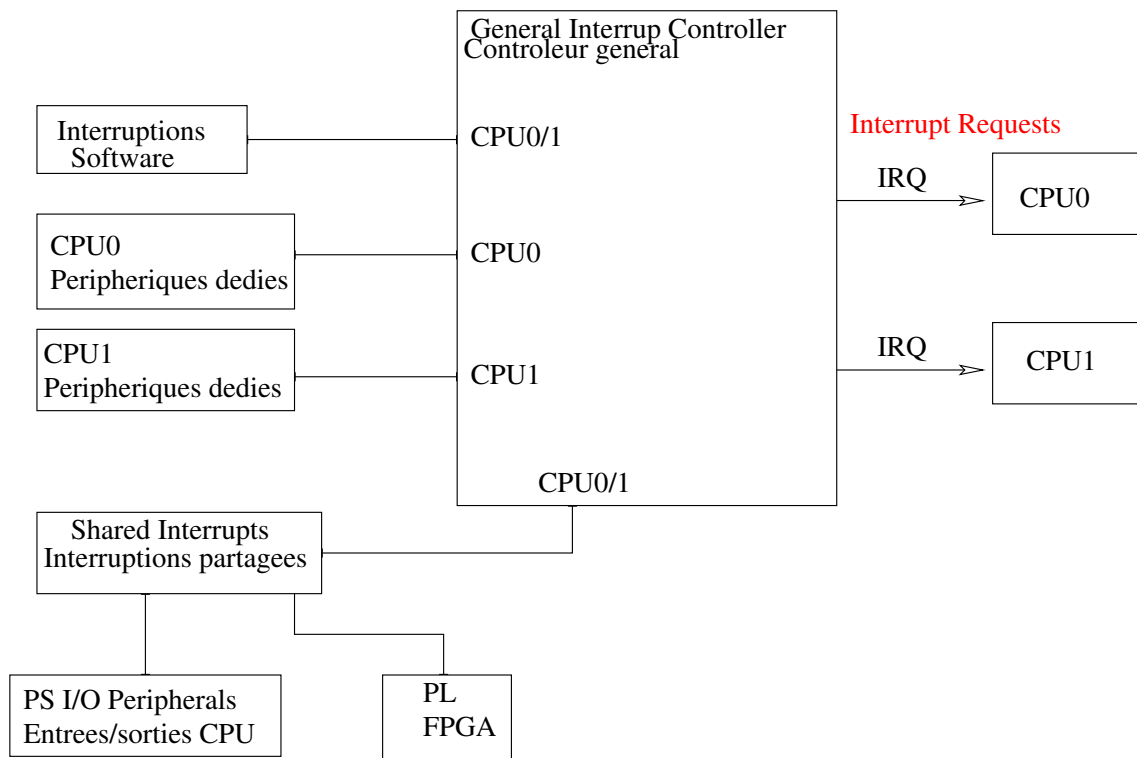 General Interrup Controller
Controleur general
Interruptions
Software
CPU0/1
Interrupt Requests
IRQ
CPU0
CPU0
Peripheriques dedies
CPU0
CPU1
Peripheriques dedies
CPU1
IRQ
CPU1
CPU0/1
Shared Interrupts
Interruptions partagees
PS I/O Peripherals
Entrees/sorties CPU
PL
FPGA